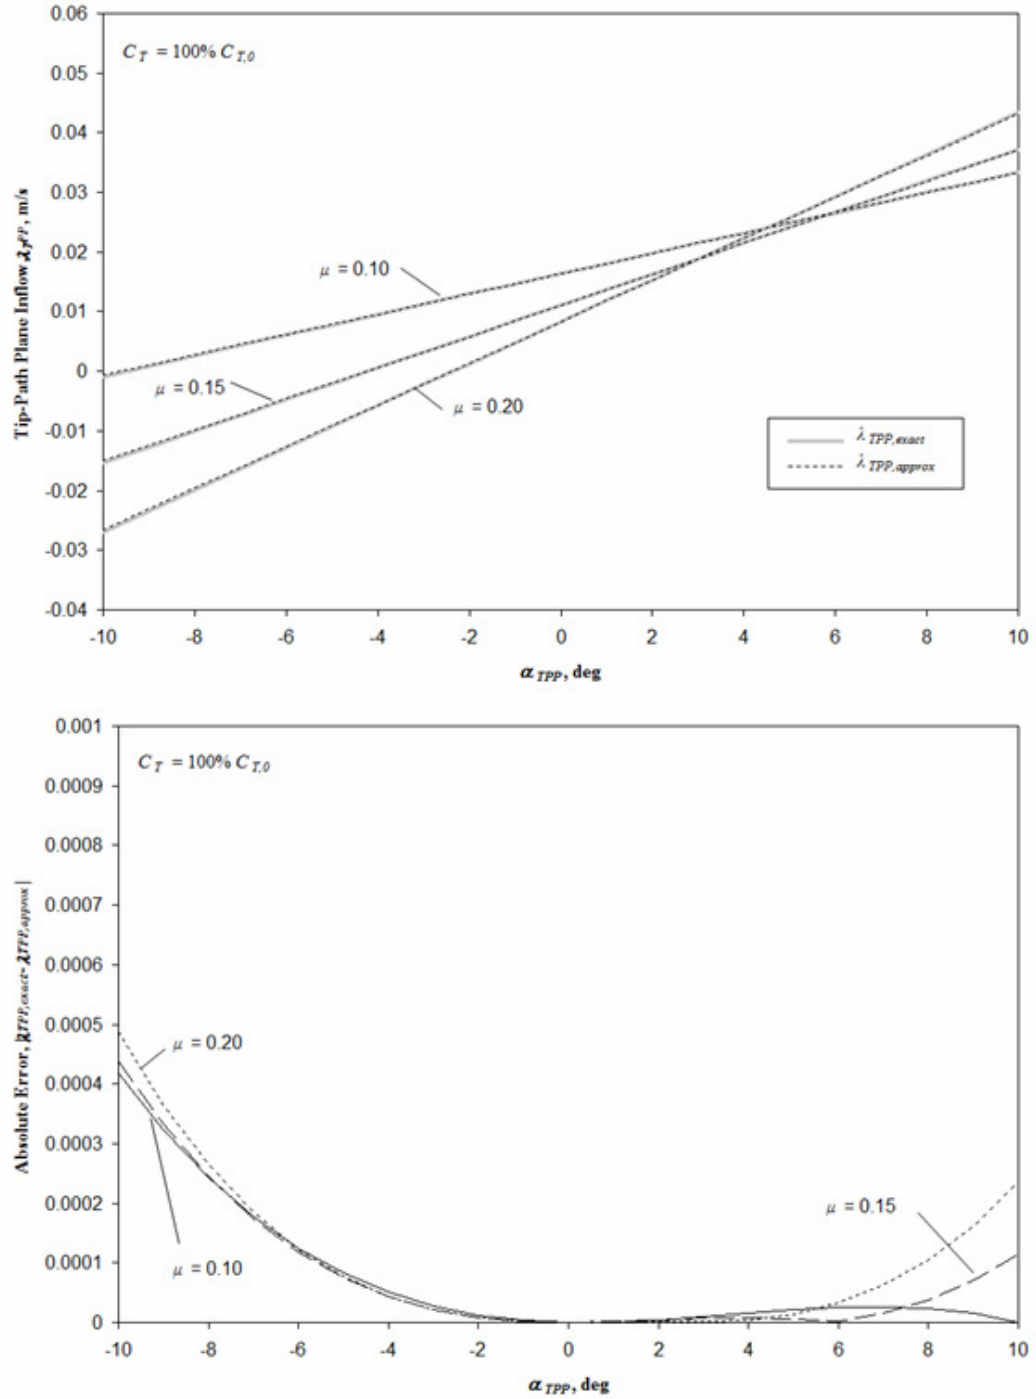 0.06
C_T = 100% C_T,0
0.05
0.04
0.03
0.02
μ = 0.10
0.01
0
μ = 0.15
μ = 0.20
-0.01
λ_TPP,exact
λ_TPP,approx
-0.02
-0.03
-0.04
Tip-Path Plane Inflow, m/s
-10 -8 -6 -4 -2 0 2 4 6 8 10
α_TPP, deg
0.001
C_T = 100% C_T,0
0.0009
0.0008
0.0007
0.0006
0.0005
μ = 0.20
0.0004
0.0003
0.0002
μ = 0.15
0.0001
μ = 0.10
0
Absolute Error, |λ_TPP,exact-λ_TPP,approx|
-10 -8 -6 -4 -2 0 2 4 6 8 10
α_TPP, deg